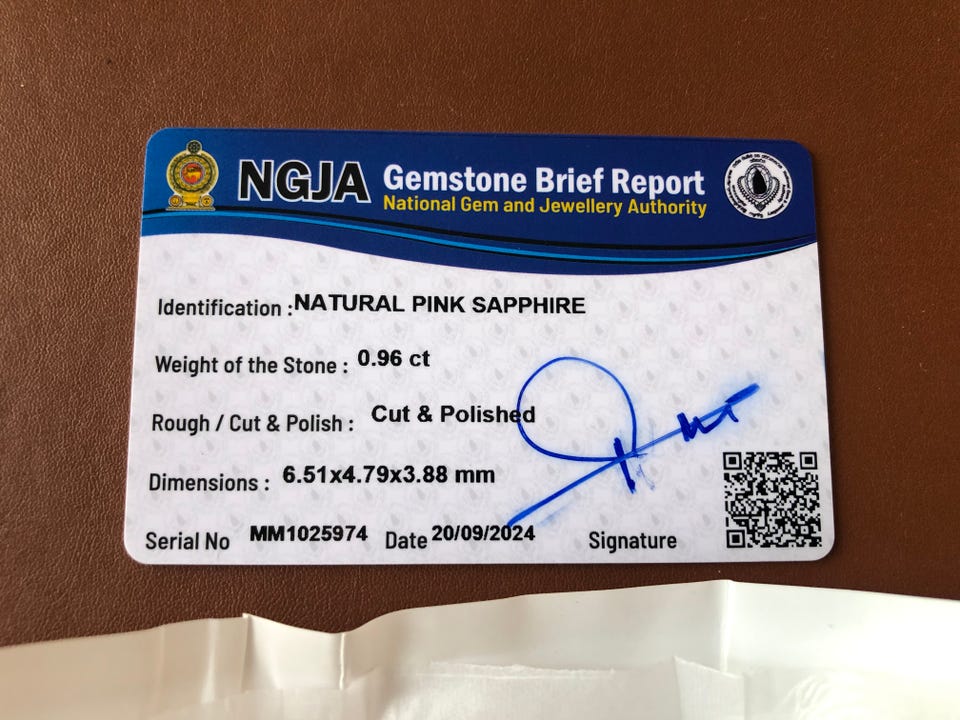 NGJA Gemstone Brief Report
National Gem and Jewellery Authority
Identification : NATURAL PINK SAPPHIRE
Weight of the Stone : 0.96 ct
Rough / Cut & Polish : Cut & Polished
Dimensions : 6.51x4.79x3.88 mm
Serial No MM1025974 Date 20/09/2024 Signature